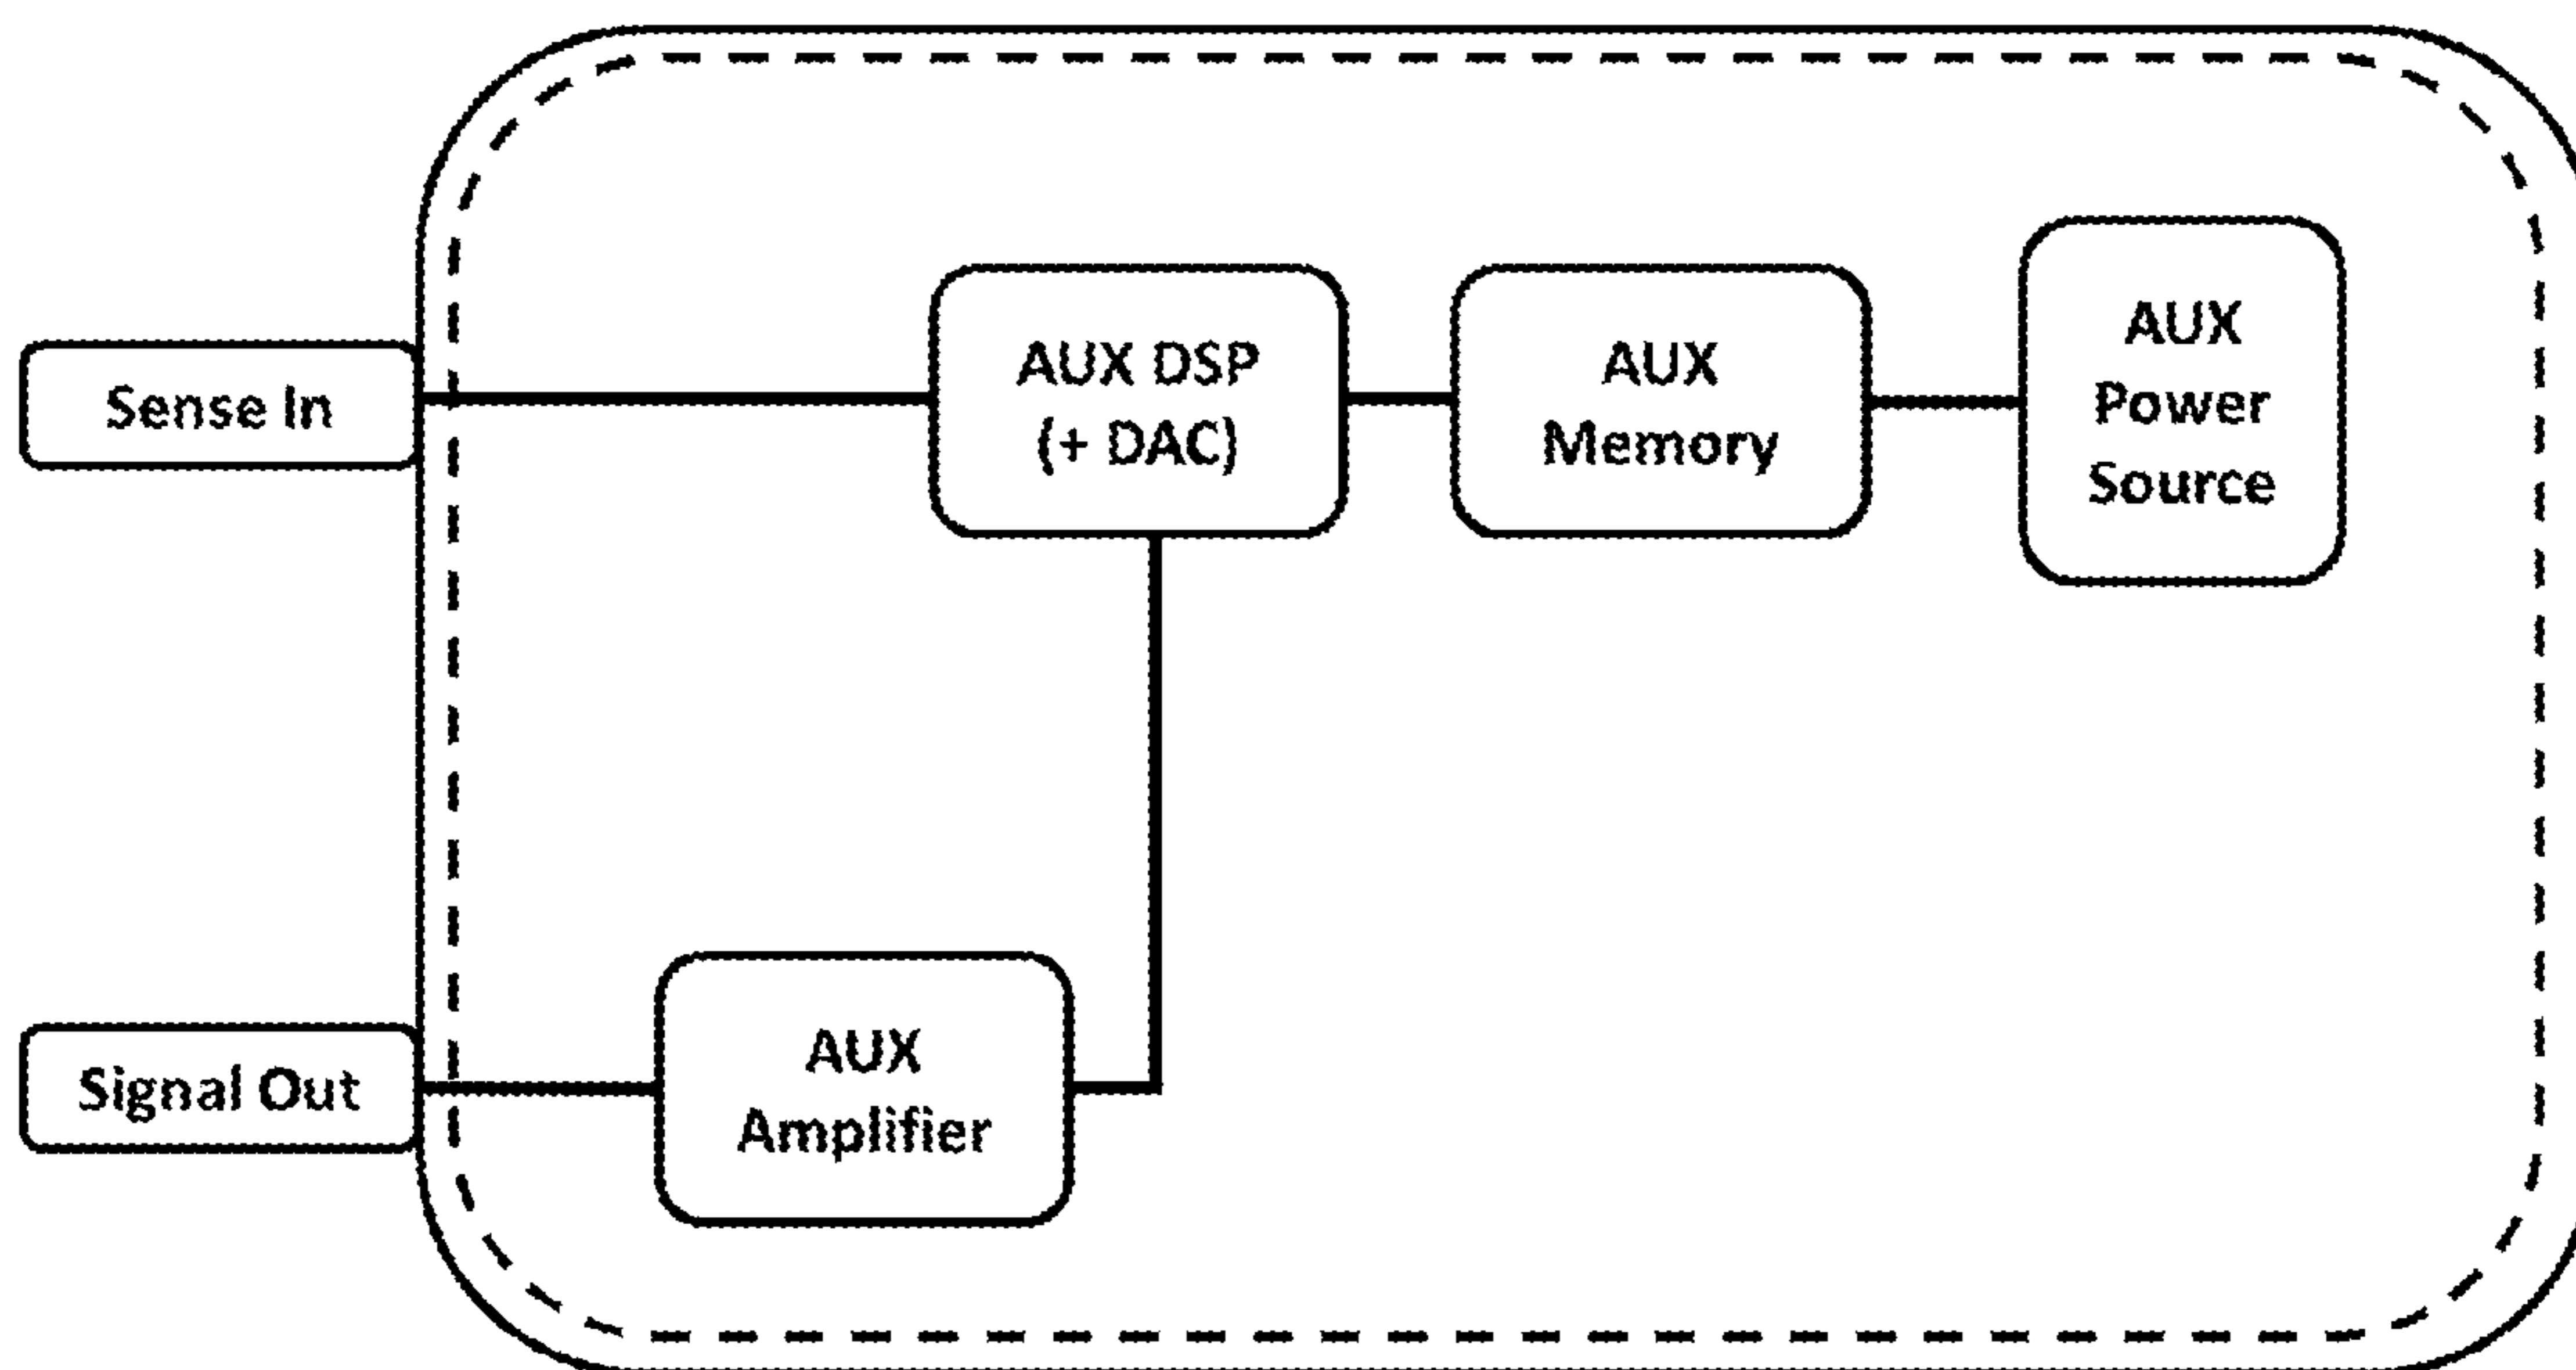 Sense In
AUX DSP
(+ DAC)
AUX
Memory
AUX
Power
Source
Signal Out
AUX
Amplifier